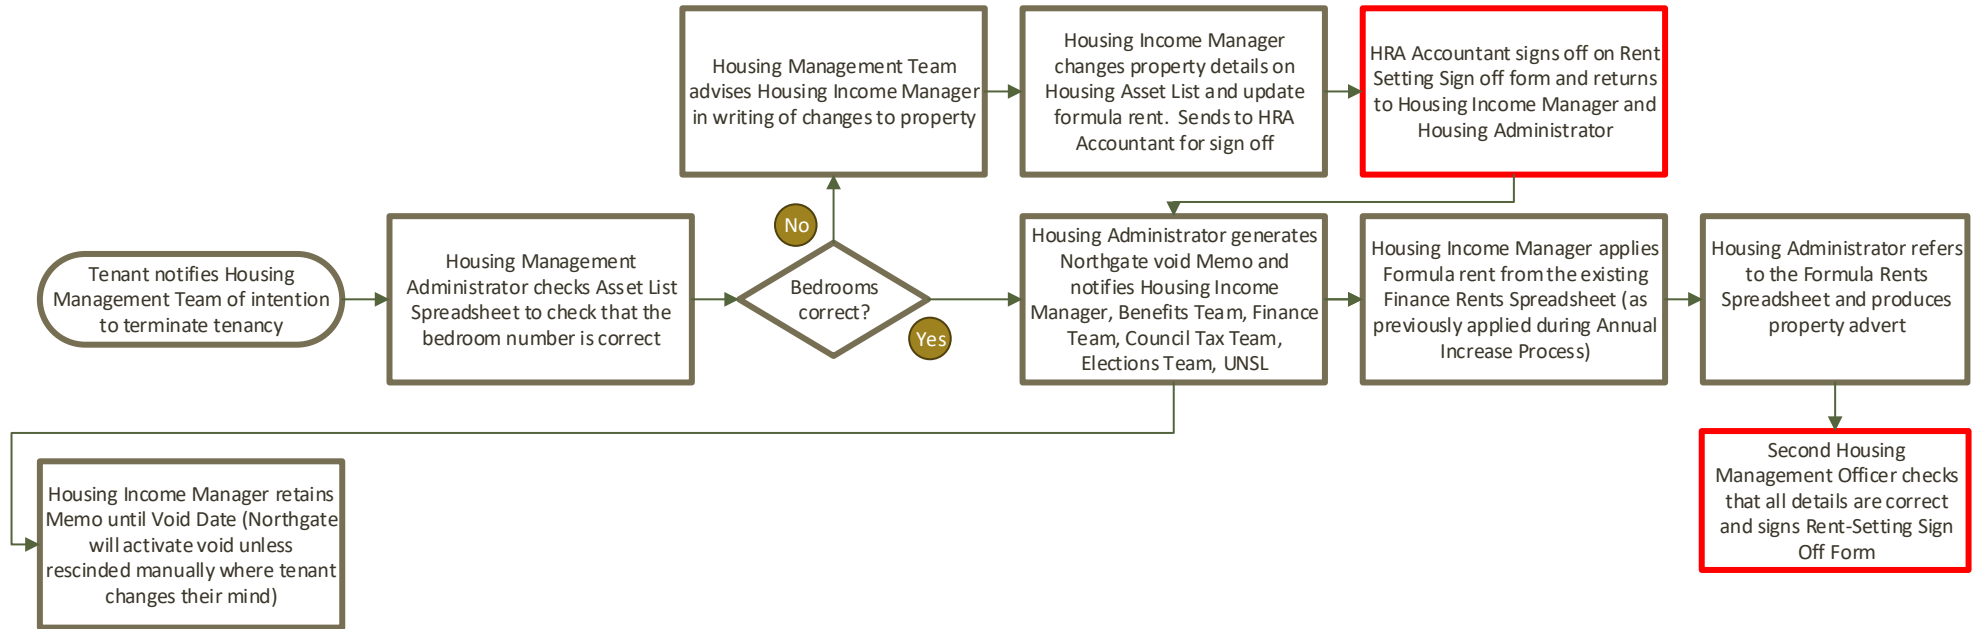 Housing Management Team
advises Housing Income Manager
in writing of changes to property
Housing Income Manager
changes property details on
Housing Asset List and update
formula rent.  Sends to HRA
Accountant for sign off
HRA Accountant signs off on Rent
Setting Sign off form and returns
to Housing Income Manager and
Housing Administrator
Tenant notifies Housing
Management Team of intention
to terminate tenancy
Housing Management
Administrator checks Asset List
Spreadsheet to check that the
bedroom number is correct
Bedrooms
correct?
No
Yes
Housing Administrator generates
Northgate void Memo and
notifies Housing Income
Manager, Benefits Team, Finance
Team, Council Tax Team,
Elections Team, UNSL
Housing Income Manager applies
Formula rent from the existing
Finance Rents Spreadsheet (as
previously applied during Annual
Increase Process)
Housing Administrator refers
to the Formula Rents
Spreadsheet and produces
property advert
Housing Income Manager retains
Memo until Void Date (Northgate
will activate void unless
rescinded manually where tenant
changes their mind)
Second Housing
Management Officer checks
that all details are correct
and signs Rent-Setting Sign
Off Form